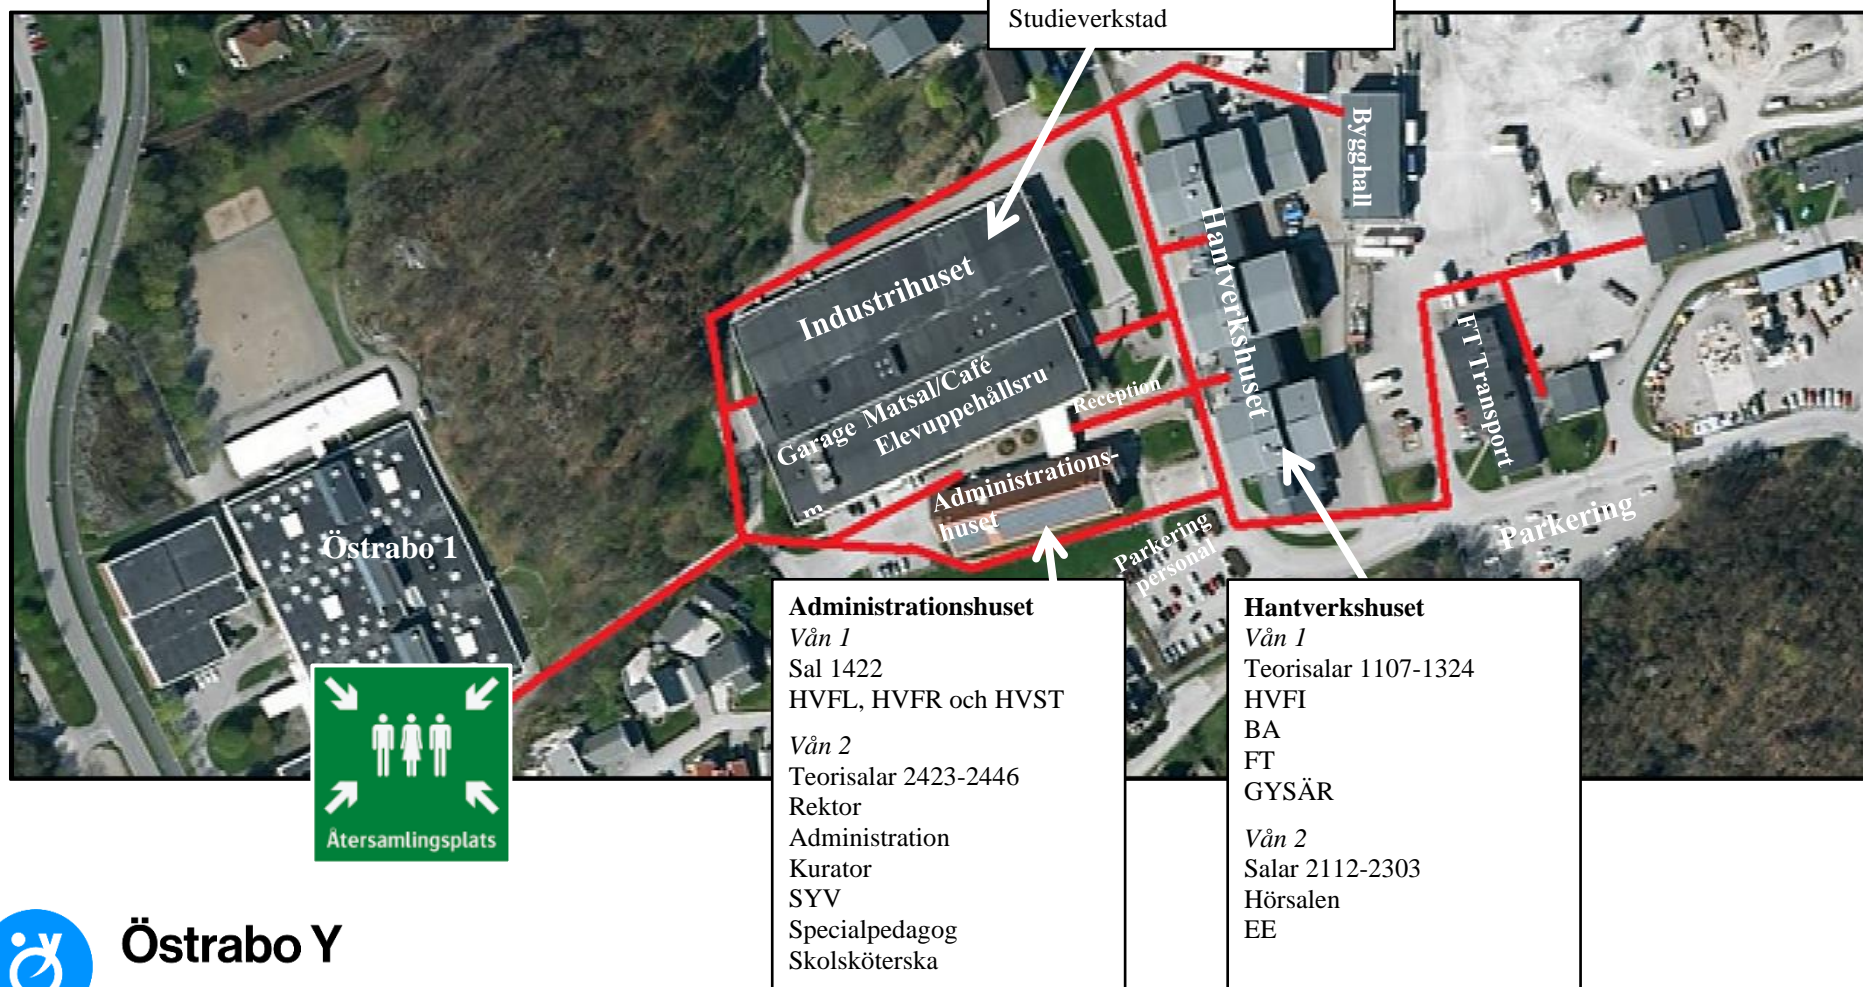 Studieverkstad
Bygghall
Hantverkshuset
Industrihuset
Garage Matsal/Café
Elevuppehållsru
m
Reception
FT Transport
Administrations-
huset
Parkering
personal
Parkering
Östrabo 1
Återsamlingsplats
Administrationshuset
Vån 1
Sal 1422
HVFL, HVFR och HVST
Vån 2
Teorisalar 2423-2446
Rektor
Administration
Kurator
SYV
Specialpedagog
Skolsköterska
Hantverkshuset
Vån 1
Teorisalar 1107-1324
HVFI
BA
FT
GYSÄR
Vån 2
Salar 2112-2303
Hörsalen
EE
Östrabo Y